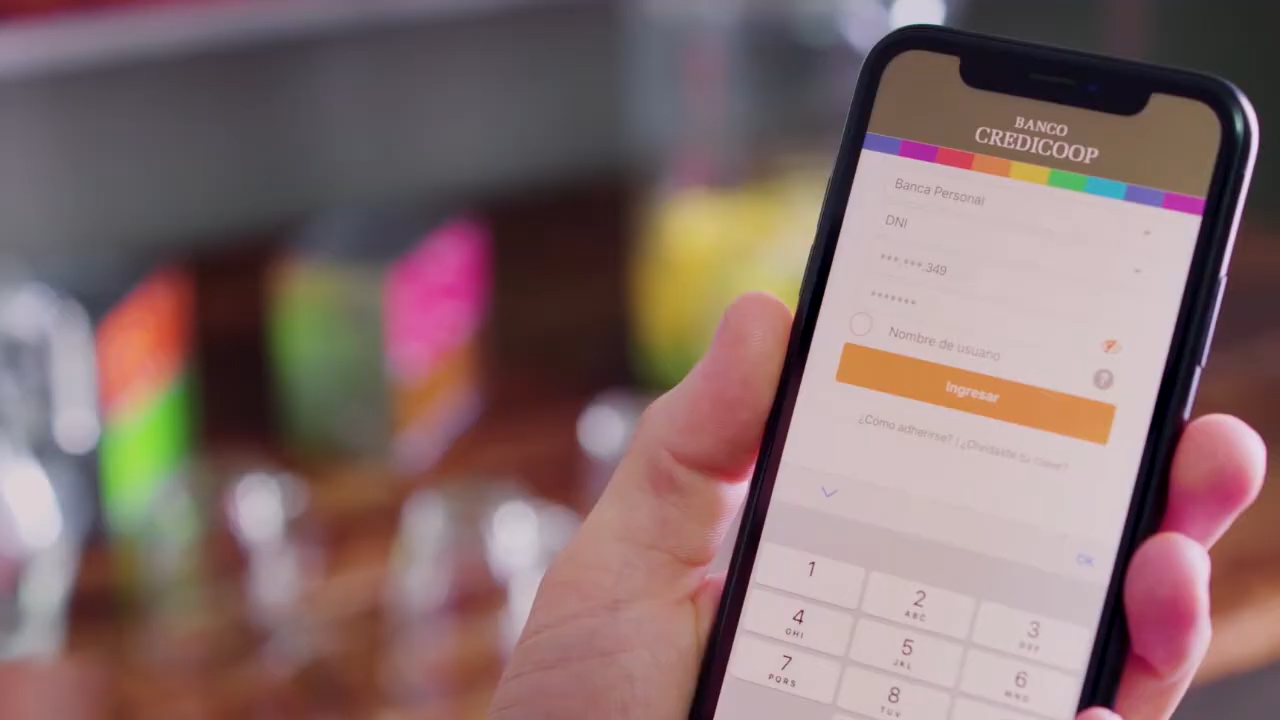 BANCO
CREDICOOP
Banca Personal
DNI
***.***.349
*******
Nombre de usuario
?
Ingresar
¿Cómo adherirse? | ¿Olvidaste tu clave?
OK
1
2
ABC
3
DEF
4
GHI
5
JKL
6
MNO
7
PQRS
8
TUV